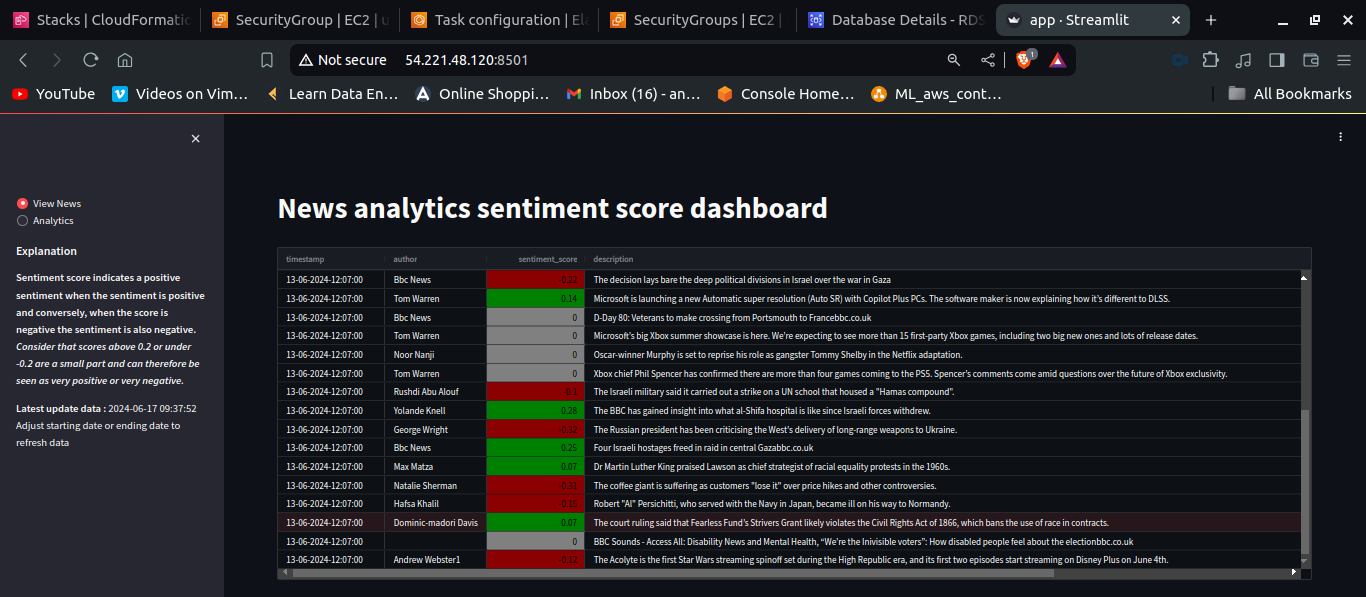 Stacks | CloudFormatic
SecurityGroup | EC2 | u
Task configuration | Ela
SecurityGroups | EC2 |
Database Details - RDS
app · Streamlit
Not secure 54.221.48.120:8501
1
YouTube
Videos on Vim...
Learn Data En...
Online Shoppi...
Inbox (16) – an...
Console Home...
ML_aws_cont...
All Bookmarks
View News
Analytics
Explanation
Sentiment score indicates a positive
sentiment when the sentiment is positive
and conversely, when the score is
negative the sentiment is also negative.
Consider that scores above 0.2 or under
-0.2 are a small part and can therefore be
seen as very positive or very negative.
Latest update data : 2024-06-17 09:37:52
Adjust starting date or ending date to
refresh data
News analytics sentiment score dashboard
timestamp author sentiment_score description
13-06-2024-12:07:00 Bbc News -0.22 The decision lays bare the deep political divisions in Israel over the war in Gaza
13-06-2024-12:07:00 Tom Warren 0.14 Microsoft is launching a new Automatic super resolution (Auto SR) with Copilot Plus PCs. The software maker is now explaining how it's different to DLSS.
13-06-2024-12:07:00 Bbc News 0 D-Day 80: Veterans to make crossing from Portsmouth to Francebbc.co.uk
13-06-2024-12:07:00 Tom Warren 0 Microsoft's big Xbox summer showcase is here. We're expecting to see more than 15 first-party Xbox games, including two big new ones and lots of release dates.
13-06-2024-12:07:00 Noor Nanji 0 Oscar-winner Murphy is set to reprise his role as gangster Tommy Shelby in the Netflix adaptation.
13-06-2024-12:07:00 Tom Warren 0 Xbox chief Phil Spencer has confirmed there are more than four games coming to the PS5. Spencer's comments come amid questions over the future of Xbox exclusivity.
13-06-2024-12:07:00 Rushdi Abu Alouf -0.1 The Israeli military said it carried out a strike on a UN school that housed a "Hamas compound".
13-06-2024-12:07:00 Yolande Knell 0.28 The BBC has gained insight into what al-Shifa hospital is like since Israeli forces withdrew.
13-06-2024-12:07:00 George Wright -0.32 The Russian president has been criticising the West's delivery of long-range weapons to Ukraine.
13-06-2024-12:07:00 Bbc News 0.25 Four Israeli hostages freed in raid in central Gazabbc.co.uk
13-06-2024-12:07:00 Max Matza 0.07 Dr Martin Luther King praised Lawson as chief strategist of racial equality protests in the 1960s.
13-06-2024-12:07:00 Natalie Sherman -0.31 The coffee giant is suffering as customers "lose it" over price hikes and other controversies.
13-06-2024-12:07:00 Hafsa Khalil -0.15 Robert "Al" Persichitti, who served with the Navy in Japan, became ill on his way to Normandy.
13-06-2024-12:07:00 Dominic-madori Davis 0.07 The court ruling said that Fearless Fund's Strivers Grant likely violates the Civil Rights Act of 1866, which bans the use of race in contracts.
13-06-2024-12:07:00 0 BBC Sounds - Access All: Disability News and Mental Health, “We're the Inivisible voters”: How disabled people feel about the electionbbc.co.uk
13-06-2024-12:07:00 Andrew Webster1 -0.12 The Acolyte is the first Star Wars streaming spinoff set during the High Republic era, and its first two episodes start streaming on Disney Plus on June 4th.